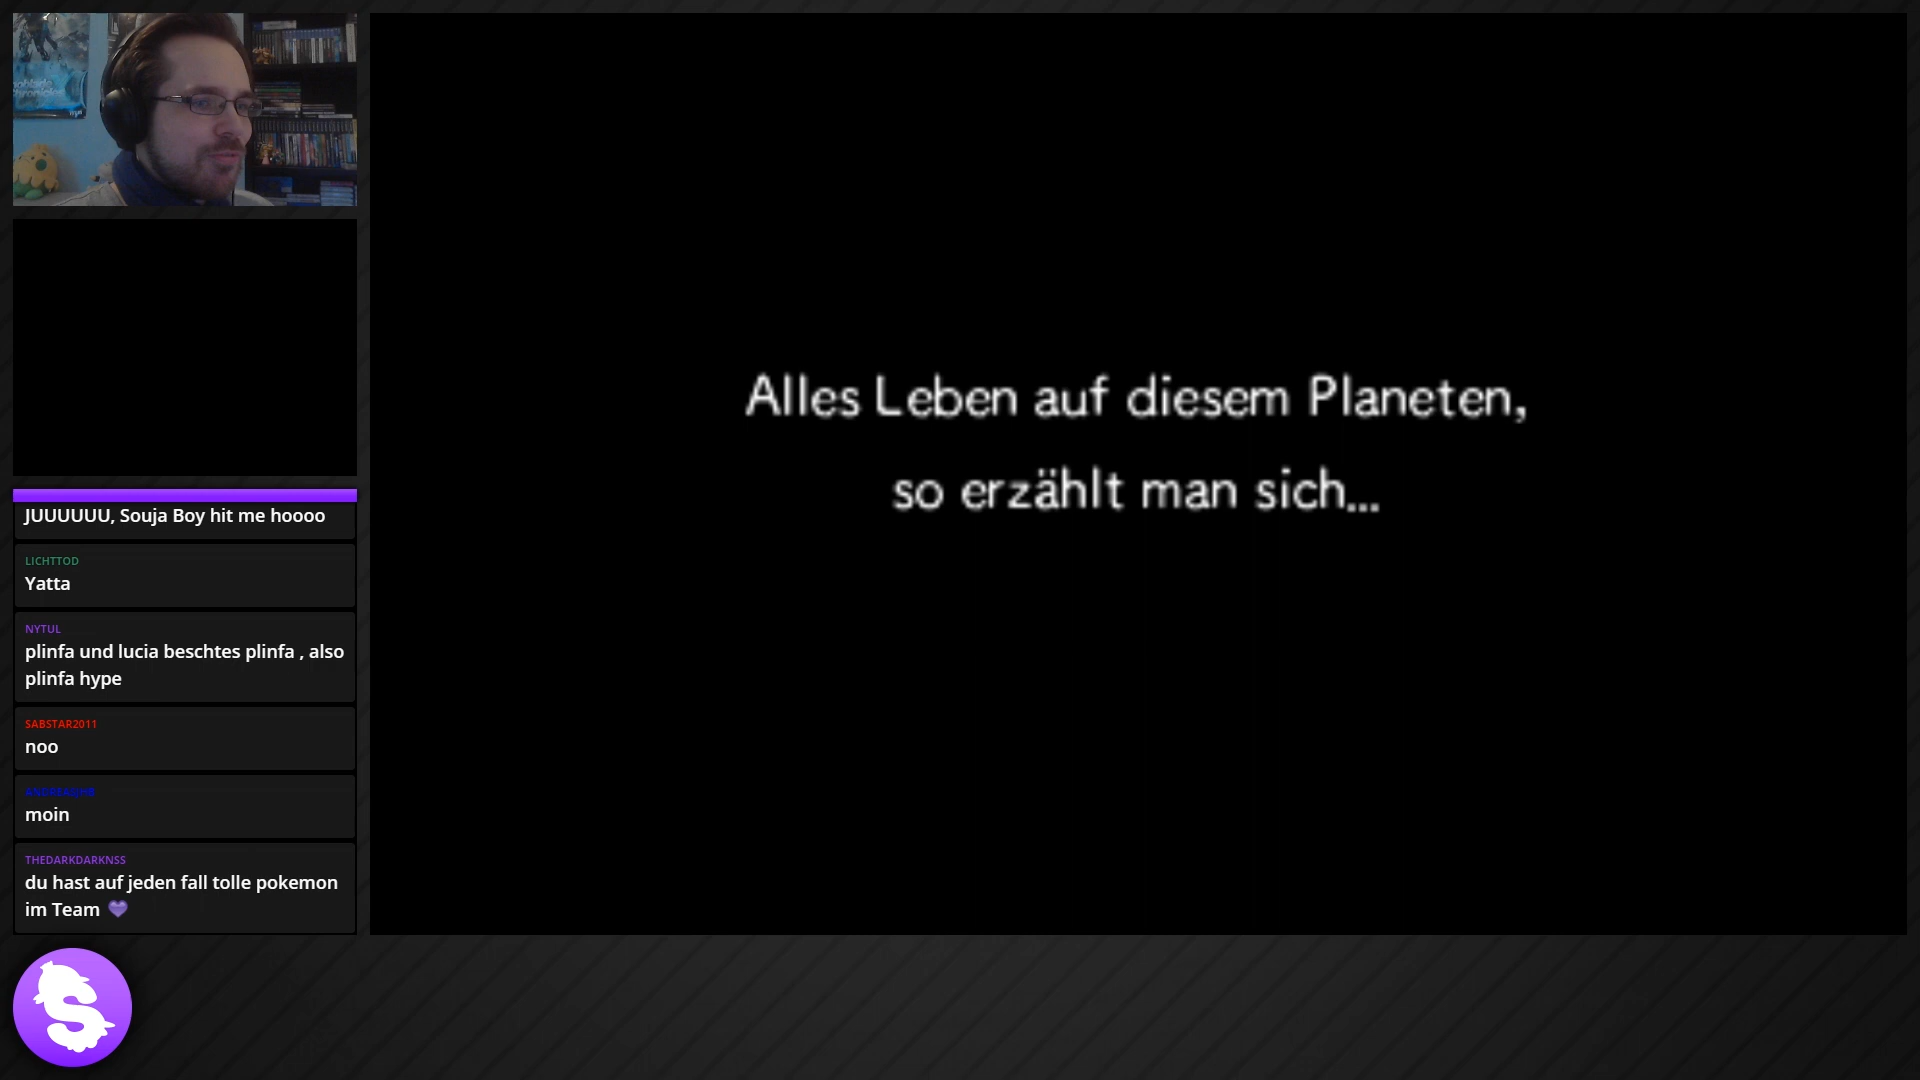 JUUUUUU, Souja Boy hit me hoooo
LICHTTOD
Yatta
NYTUL
plinfa und lucia beschtes plinfa , also
plinfa hype
SABSTAR2011
noo
moin
THEDARKDARKNSS
du hast auf jeden fall tolle pokemon
im Team 💜
Alles Leben auf diesem Planeten,
so erzählt man sich...